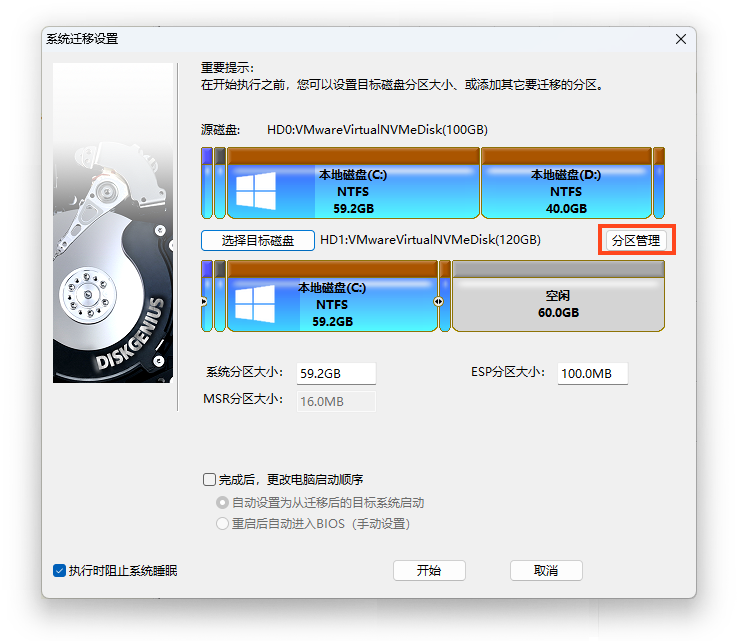 系统迁移设置
重要提示：
在开始执行之前，您可以设置目标磁盘分区大小、或添加其它要迁移的分区。
源磁盘: HD0:VMwareVirtualNVMeDisk(100GB)
本地磁盘(C:)
NTFS
59.2GB
本地磁盘(D:)
NTFS
40.0GB
选择目标磁盘 HD1:VMwareVirtualNVMeDisk(120GB) 分区管理
本地磁盘(C:)
NTFS
59.2GB
空闲
60.0GB
DISKGENIUS
系统分区大小： 59.2GB ESP分区大小： 100.0MB
MSR分区大小： 16.0MB
完成后，更改电脑启动顺序
自动设置为从迁移后的目标系统启动
重启后自动进入BIOS（手动设置）
执行时阻止系统睡眠 开始 取消